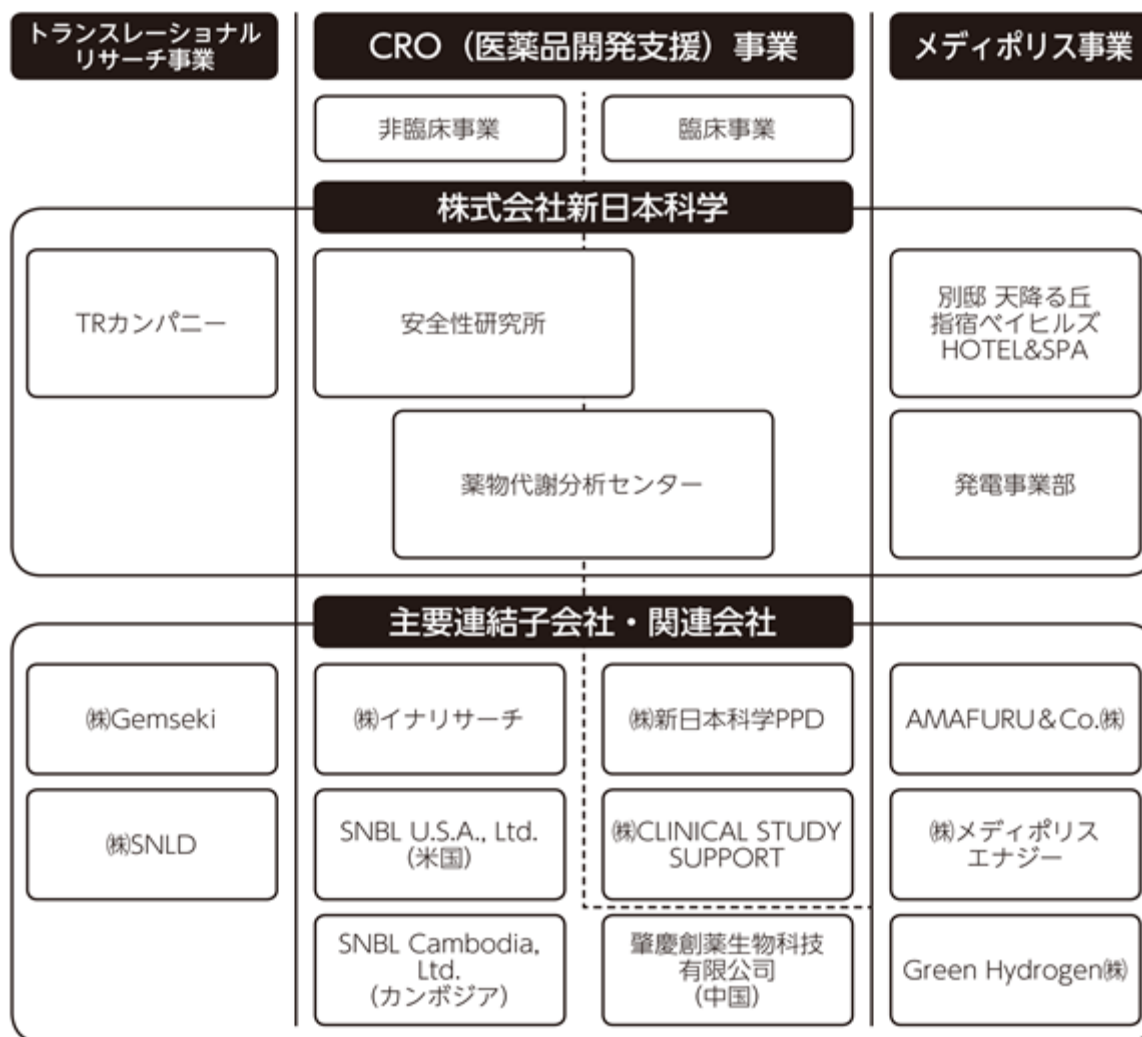 トランスレーショナル
リサーチ事業
CRO（医薬品開発支援）事業
メディポリス事業
非臨床事業
臨床事業
株式会社新日本科学
TRカンパニー
安全性研究所
別邸 天降る丘
指宿ベイヒルズ
HOTEL&SPA
薬物代謝分析センター
発電事業部
主要連結子会社・関連会社
㈱Gemseki
㈱イナリサーチ
㈱新日本科学PPD
AMAFURU＆Co.㈱
㈱SNLD
SNBL U.S.A., Ltd.
(米国)
㈱CLINICAL STUDY
SUPPORT
㈱メディポリス
エナジー
SNBL Cambodia,
Ltd.
(カンボジア)
肇慶創薬生物科技
有限公司
(中国)
Green Hydrogen㈱